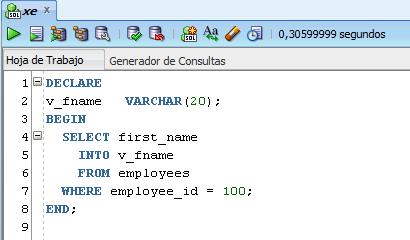 xe
0,30599999 segundos
Hoja de Trabajo Generador de Consultas
1 DECLARE
2 v_fname   VARCHAR(20);
3 BEGIN
4   SELECT first_name
5     INTO v_fname
6     FROM employees
7   WHERE employee_id = 100;
8 END;
9